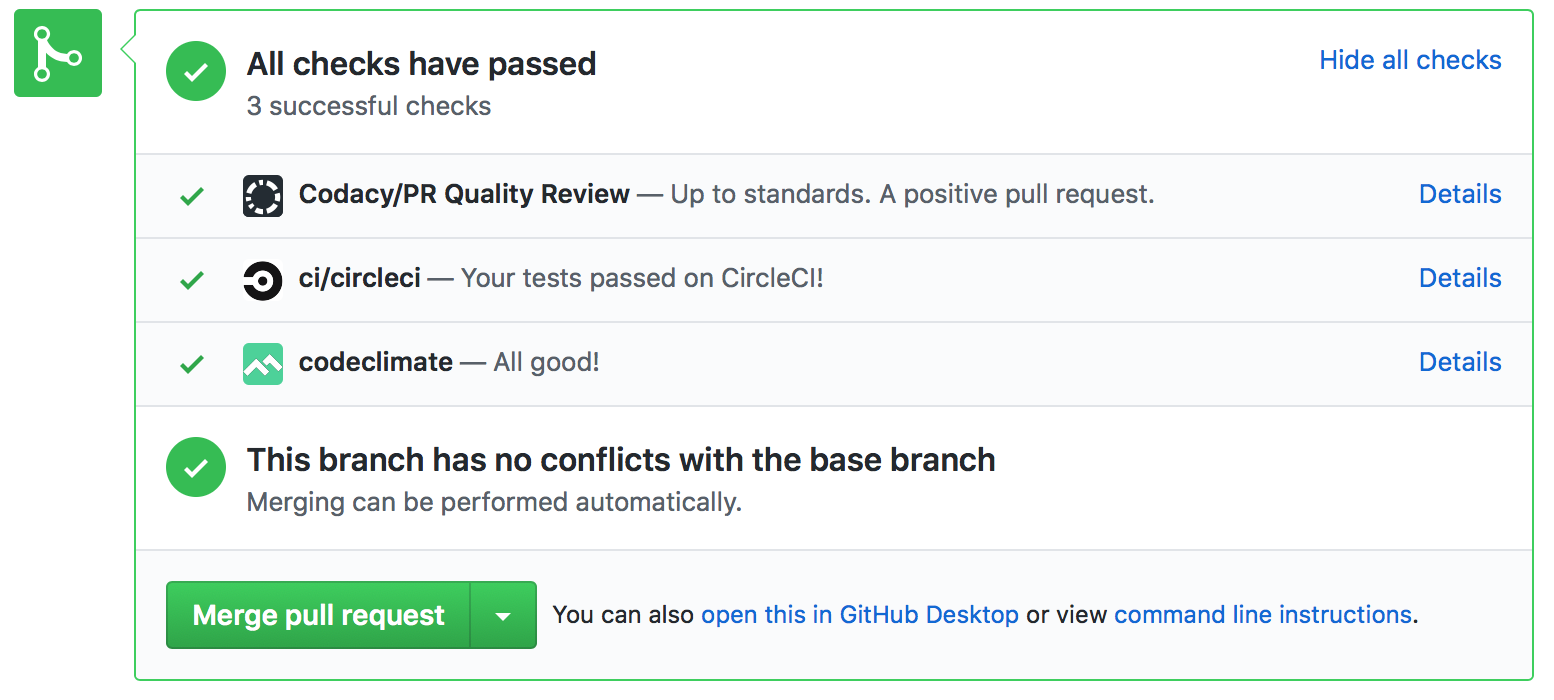 All checks have passed
Hide all checks
3 successful checks
Codacy/PR Quality Review — Up to standards. A positive pull request.
Details
ci/circleci — Your tests passed on CircleCI!
Details
codeclimate — All good!
Details
This branch has no conflicts with the base branch
Merging can be performed automatically.
Merge pull request
You can also open this in GitHub Desktop or view command line instructions.